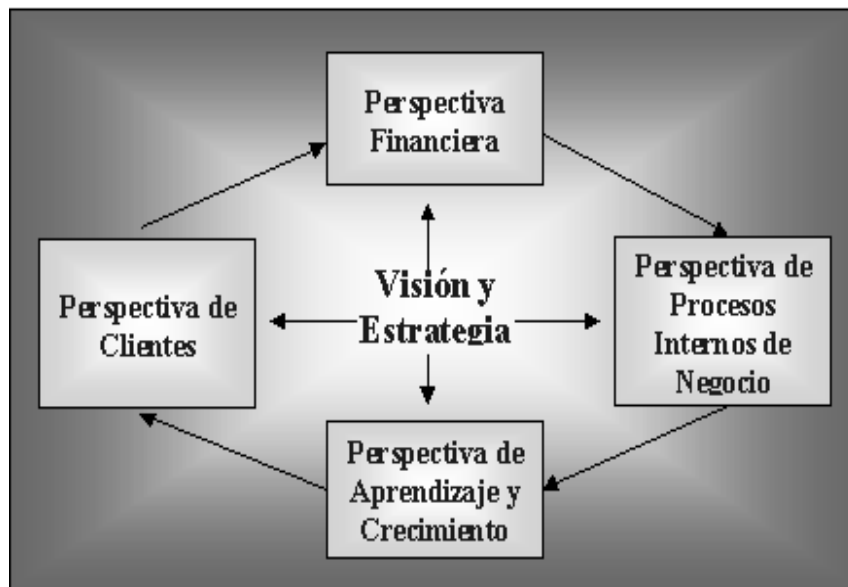 Perspectiva
Financiera
Perspectiva de
Clientes
Visión y
Estrategia
Perspectiva de
Procesos
Internos de
Negocio
Perspectiva de
Aprendizaje y
Crecimiento